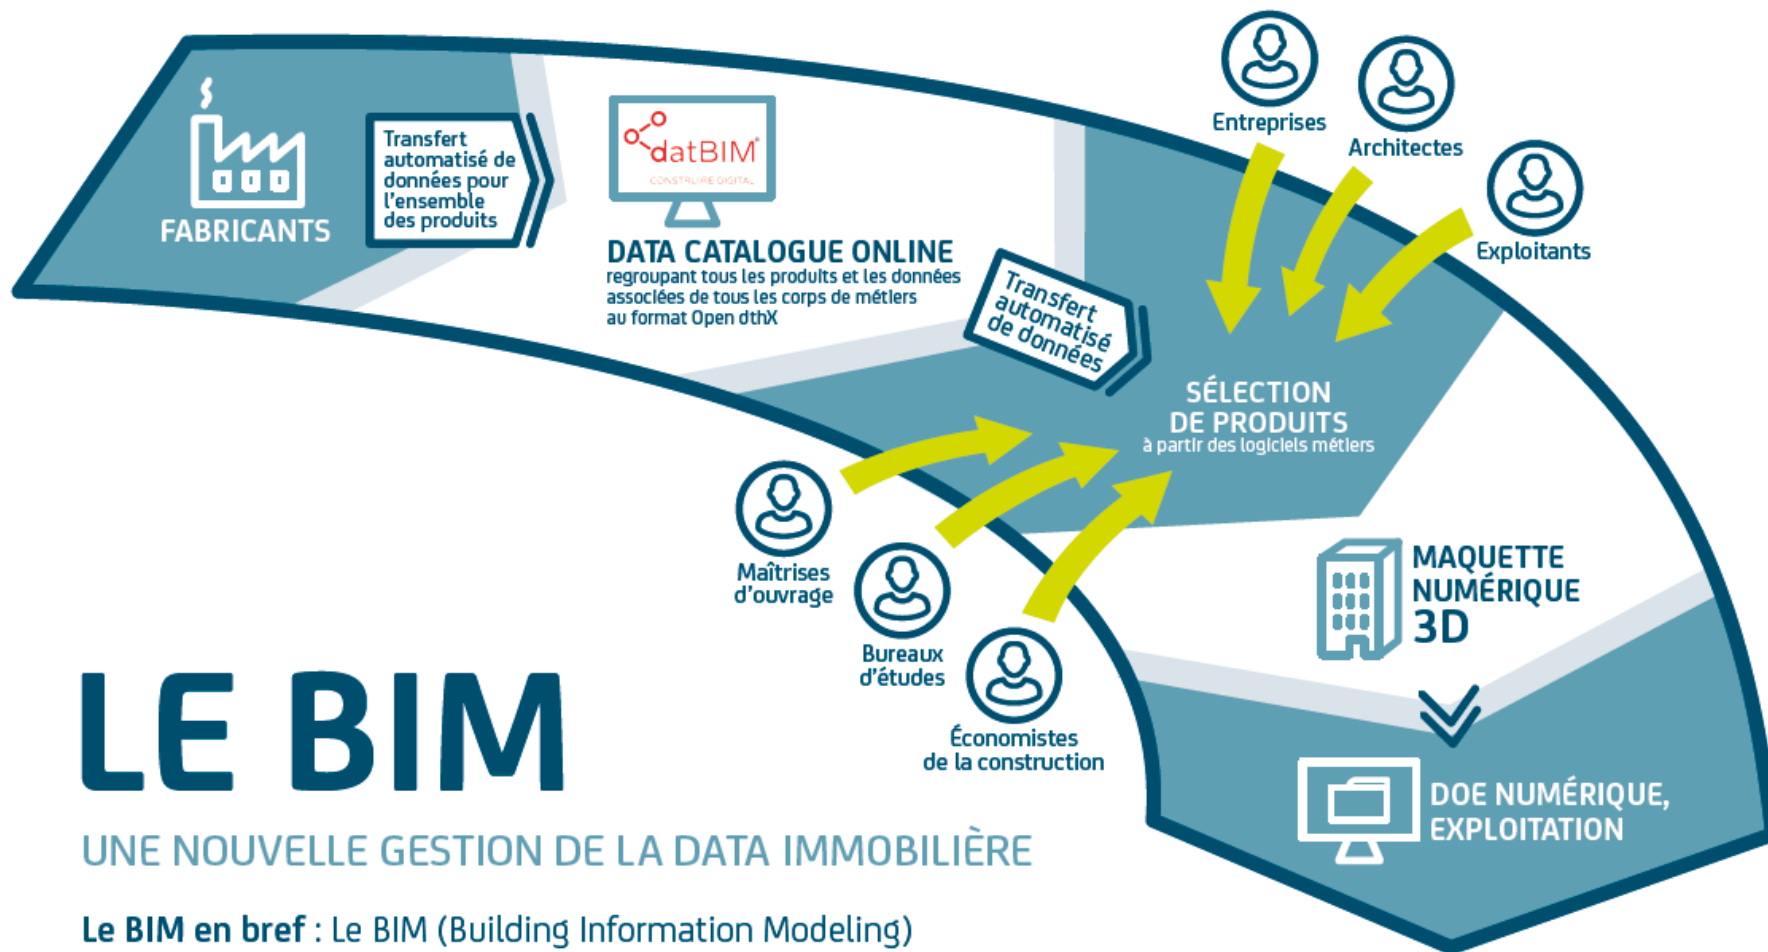 FABRICANTS
Transfert
automatisé de
données pour
l'ensemble
des produits
datBIM®
CONSTRUIRE DIGITAL
DATA CATALOGUE ONLINE
regroupant tous les produits et les données
associées de tous les corps de métiers
au format Open dthX
Transfert
automatisé
de données
Entreprises
Architectes
Exploitants
SÉLECTION
DE PRODUITS
à partir des logiciels métiers
Maîtrises
d'ouvrage
Bureaux
d'études
Économistes
de la construction
MAQUETTE
NUMÉRIQUE
3D
DOE NUMÉRIQUE,
EXPLOITATION
LE BIM
UNE NOUVELLE GESTION DE LA DATA IMMOBILIÈRE
Le BIM en bref : Le BIM (Building Information Modeling)